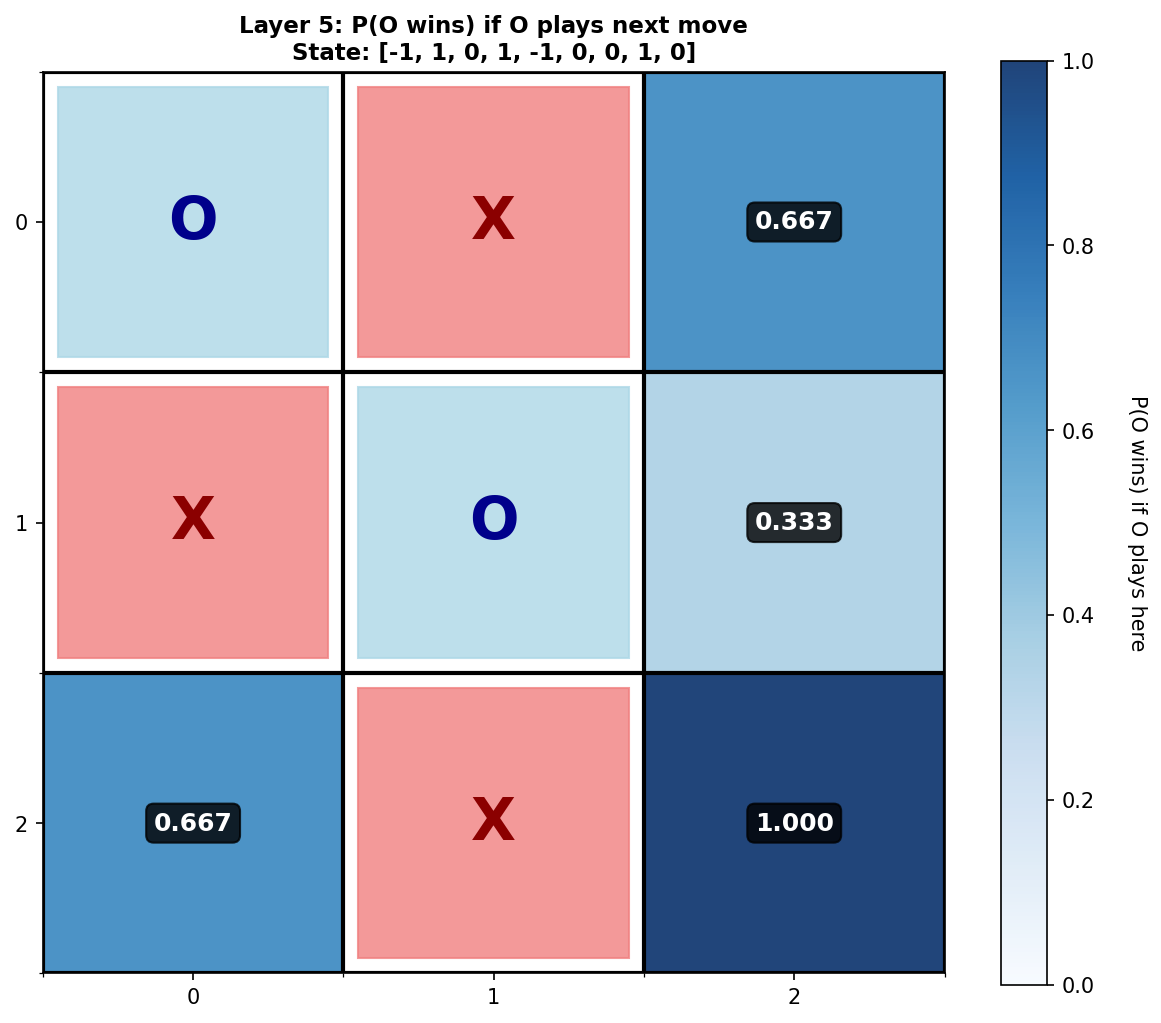 Layer 5: P(O wins) if O plays next move
State: [-1, 1, 0, 1, -1, 0, 0, 1, 0]
O
X
0.667
X
O
0.333
0.667
X
1.000
0
1
2
0
1
2
1.0
0.8
0.6
0.4
0.2
0.0
P(O wins) if O plays here